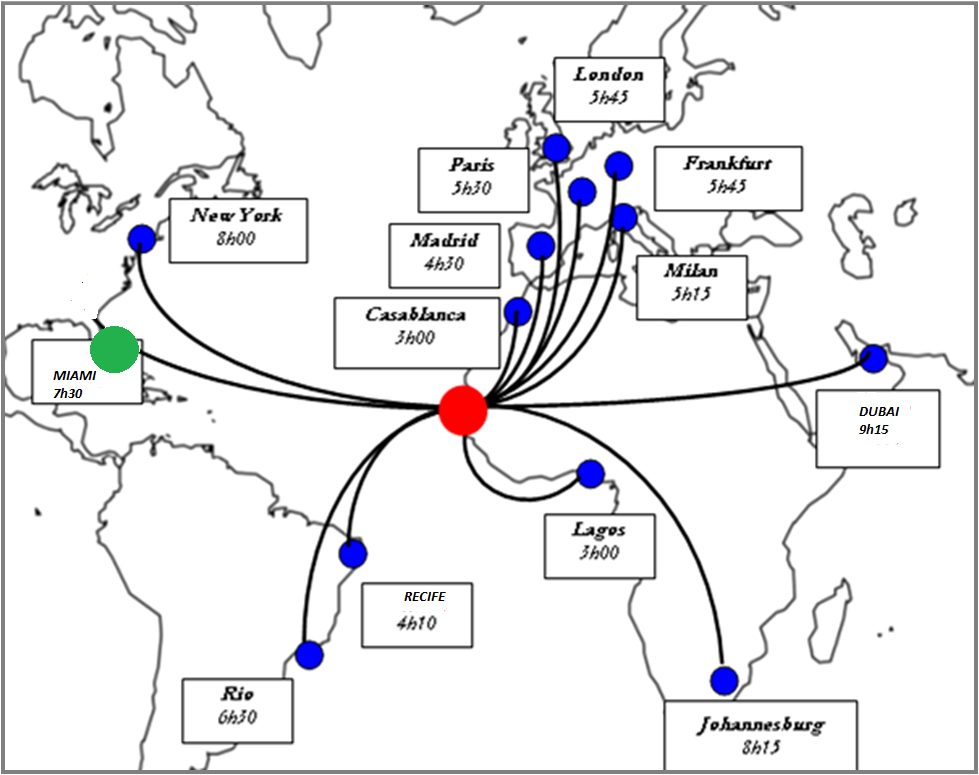 London
5h45
Paris
5h30
Frankfurt
5h45
New York
8h00
Madrid
4h30
Milan
5h15
Casablanca
3h00
MIAMI
7h30
DUBAI
9h15
Lagos
3h00
RECIFE
4h10
Rio
6h30
Johannesburg
8h15